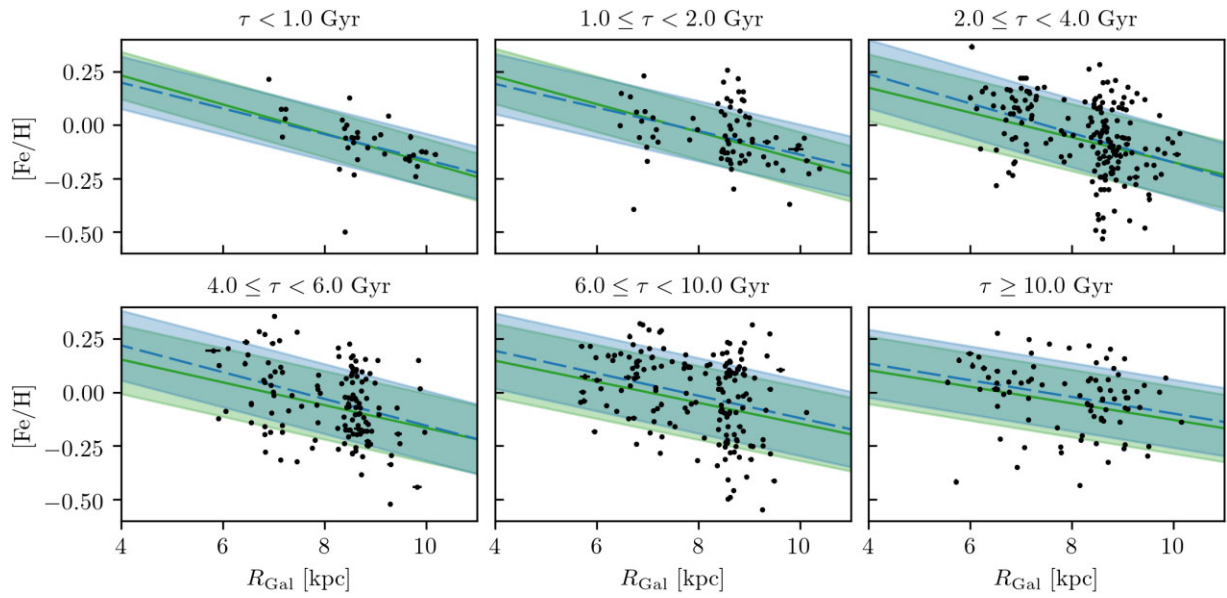 τ < 1.0 Gyr
1.0 ≤ τ < 2.0 Gyr
2.0 ≤ τ < 4.0 Gyr
[Fe/H]
0.25
0.00
−0.25
−0.50
4.0 ≤ τ < 6.0 Gyr
6.0 ≤ τ < 10.0 Gyr
τ ≥ 10.0 Gyr
[Fe/H]
0.25
0.00
−0.25
−0.50
4 6 8 10
4 6 8 10
4 6 8 10
R_Gal [kpc]
R_Gal [kpc]
R_Gal [kpc]